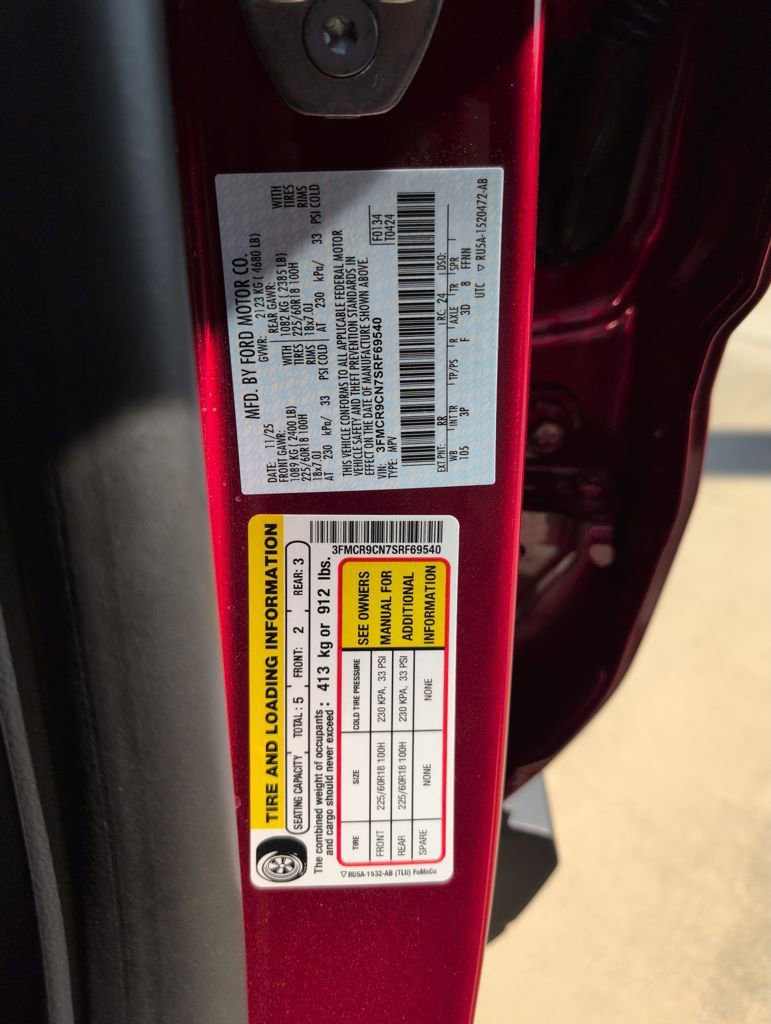 MFD. BY FORD MOTOR CO.
DATE: 11/25 GVWR: 2123 KG ( 4680 LB)
FRONT GAWR: REAR GAWR:
1089 KG ( 2400 LB) WITH 1082 KG ( 2385 LB) WITH
225/60R18 100H TIRES 225/60R18 100H TIRES
18x7.0J RIMS 18x7.0J RIMS
AT 230 kPa/ 33 PSI COLD AT 230 kPa/ 33 PSI COLD
THIS VEHICLE CONFORMS TO ALL APPLICABLE FEDERAL MOTOR
VEHICLE SAFETY AND THEFT PREVENTION STANDARDS IN
EFFECT ON THE DATE OF MANUFACTURE SHOWN ABOVE.
VIN: 3FMCR9CN7SRF69540 F0134
TYPE: MPV T0424
EXT PNT: RR RC: 24 DSO:
WB INT TR TP/PS R AXLE TR SPR
105 3P F 3D 8 FFNN
UTC ▽ RU5A-1520472-AB
TIRE AND LOADING INFORMATION
SEATING CAPACITY TOTAL : 5 FRONT: 2 REAR: 3
The combined weight of occupants
and cargo should never exceed : 413 kg or 912 lbs.
3FMCR9CN7SRF69540
TIRE SIZE COLD TIRE PRESSURE
FRONT 225/60R18 100H 230 KPA, 33 PSI
REAR 225/60R18 100H 230 KPA, 33 PSI
SPARE NONE NONE
SEE OWNERS
MANUAL FOR
ADDITIONAL
INFORMATION
▽ RU5A-1532-AB (TLU) FoMoCo